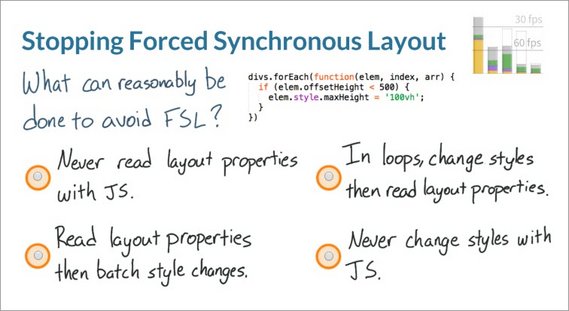 Stopping Forced Synchronous Layout
30 fps
60 fps
What can reasonably be
done to avoid FSL?
divs.forEach(function(elem, index, arr) {
  if (elem.offsetHeight < 500) {
    elem.style.maxHeight = '100vh';
  }
})
Never read layout properties
with JS.
In loops, change styles
then read layout properties.
Read layout properties
then batch style changes.
Never change styles with
JS.